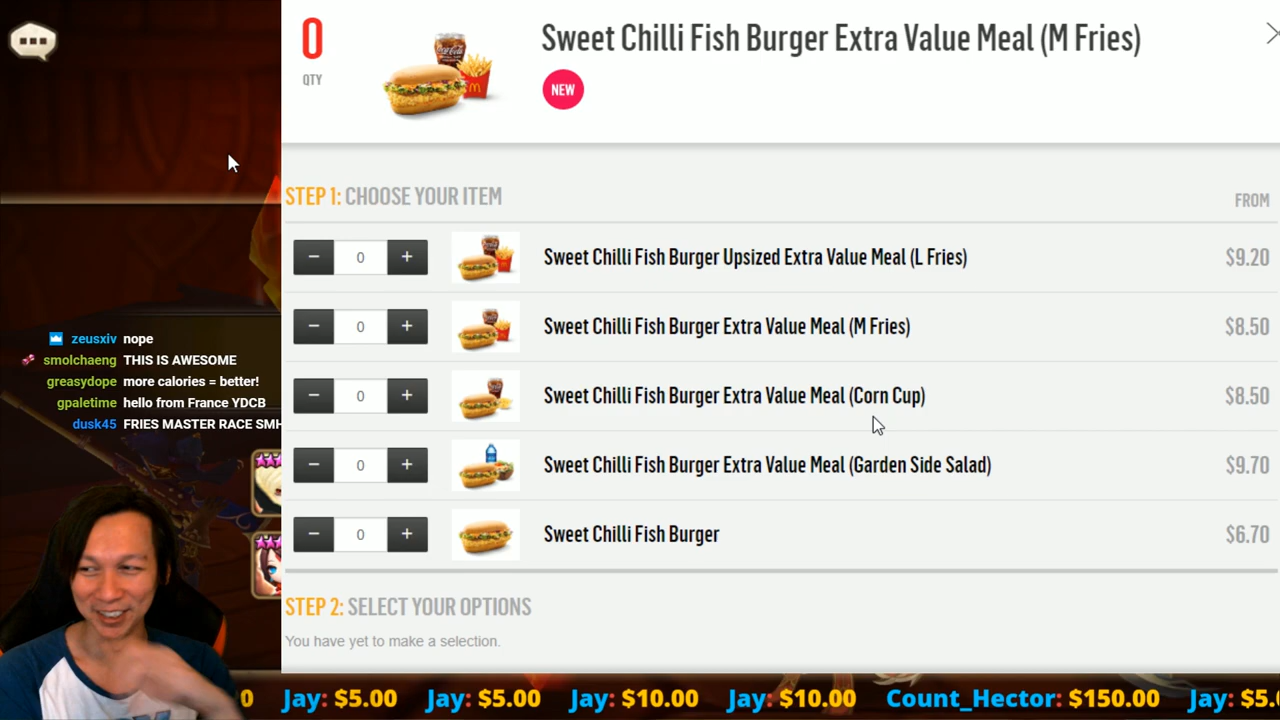 0
QTY
Sweet Chilli Fish Burger Extra Value Meal (M Fries)
NEW
STEP 1: CHOOSE YOUR ITEM
FROM
− 0 + Sweet Chilli Fish Burger Upsized Extra Value Meal (L Fries) $9.20
− 0 + Sweet Chilli Fish Burger Extra Value Meal (M Fries) $8.50
− 0 + Sweet Chilli Fish Burger Extra Value Meal (Corn Cup) $8.50
− 0 + Sweet Chilli Fish Burger Extra Value Meal (Garden Side Salad) $9.70
− 0 + Sweet Chilli Fish Burger $6.70
STEP 2: SELECT YOUR OPTIONS
You have yet to make a selection.
zeusxiv nope
smolchaeng THIS IS AWESOME
greasydope more calories = better!
gpaletime hello from France YDCB
dusk45 FRIES MASTER RACE SMH
0 Jay: $5.00 Jay: $5.00 Jay: $10.00 Jay: $10.00 Count_Hector: $150.00 Jay: $5.